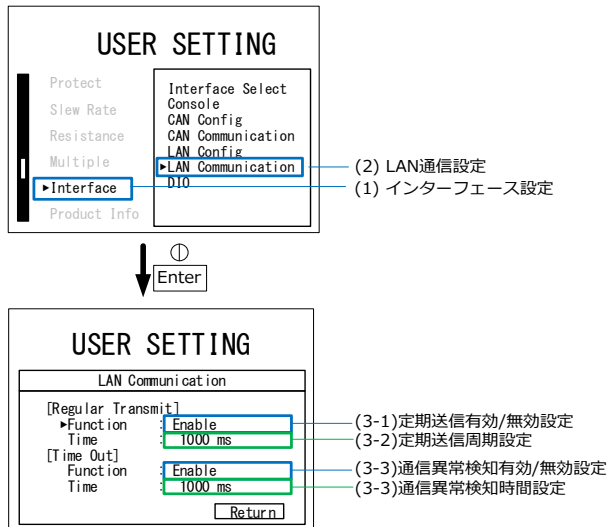 USER SETTING
Protect
Slew Rate
Resistance
Multiple
▶Interface
Product Info
Interface Select
Console
CAN Config
CAN Communication
LAN Config
▶LAN Communication
DIO
(2) LAN通信設定
(1) インターフェース設定
Enter
USER SETTING
LAN Communication
[Regular Transmit]
▶Function : Enable
Time : 1000 ms
[Time Out]
Function : Enable
Time : 1000 ms
Return
(3-1)定期送信有効/無効設定
(3-2)定期送信周期設定
(3-3)通信異常検知有効/無効設定
(3-3)通信異常検知時間設定